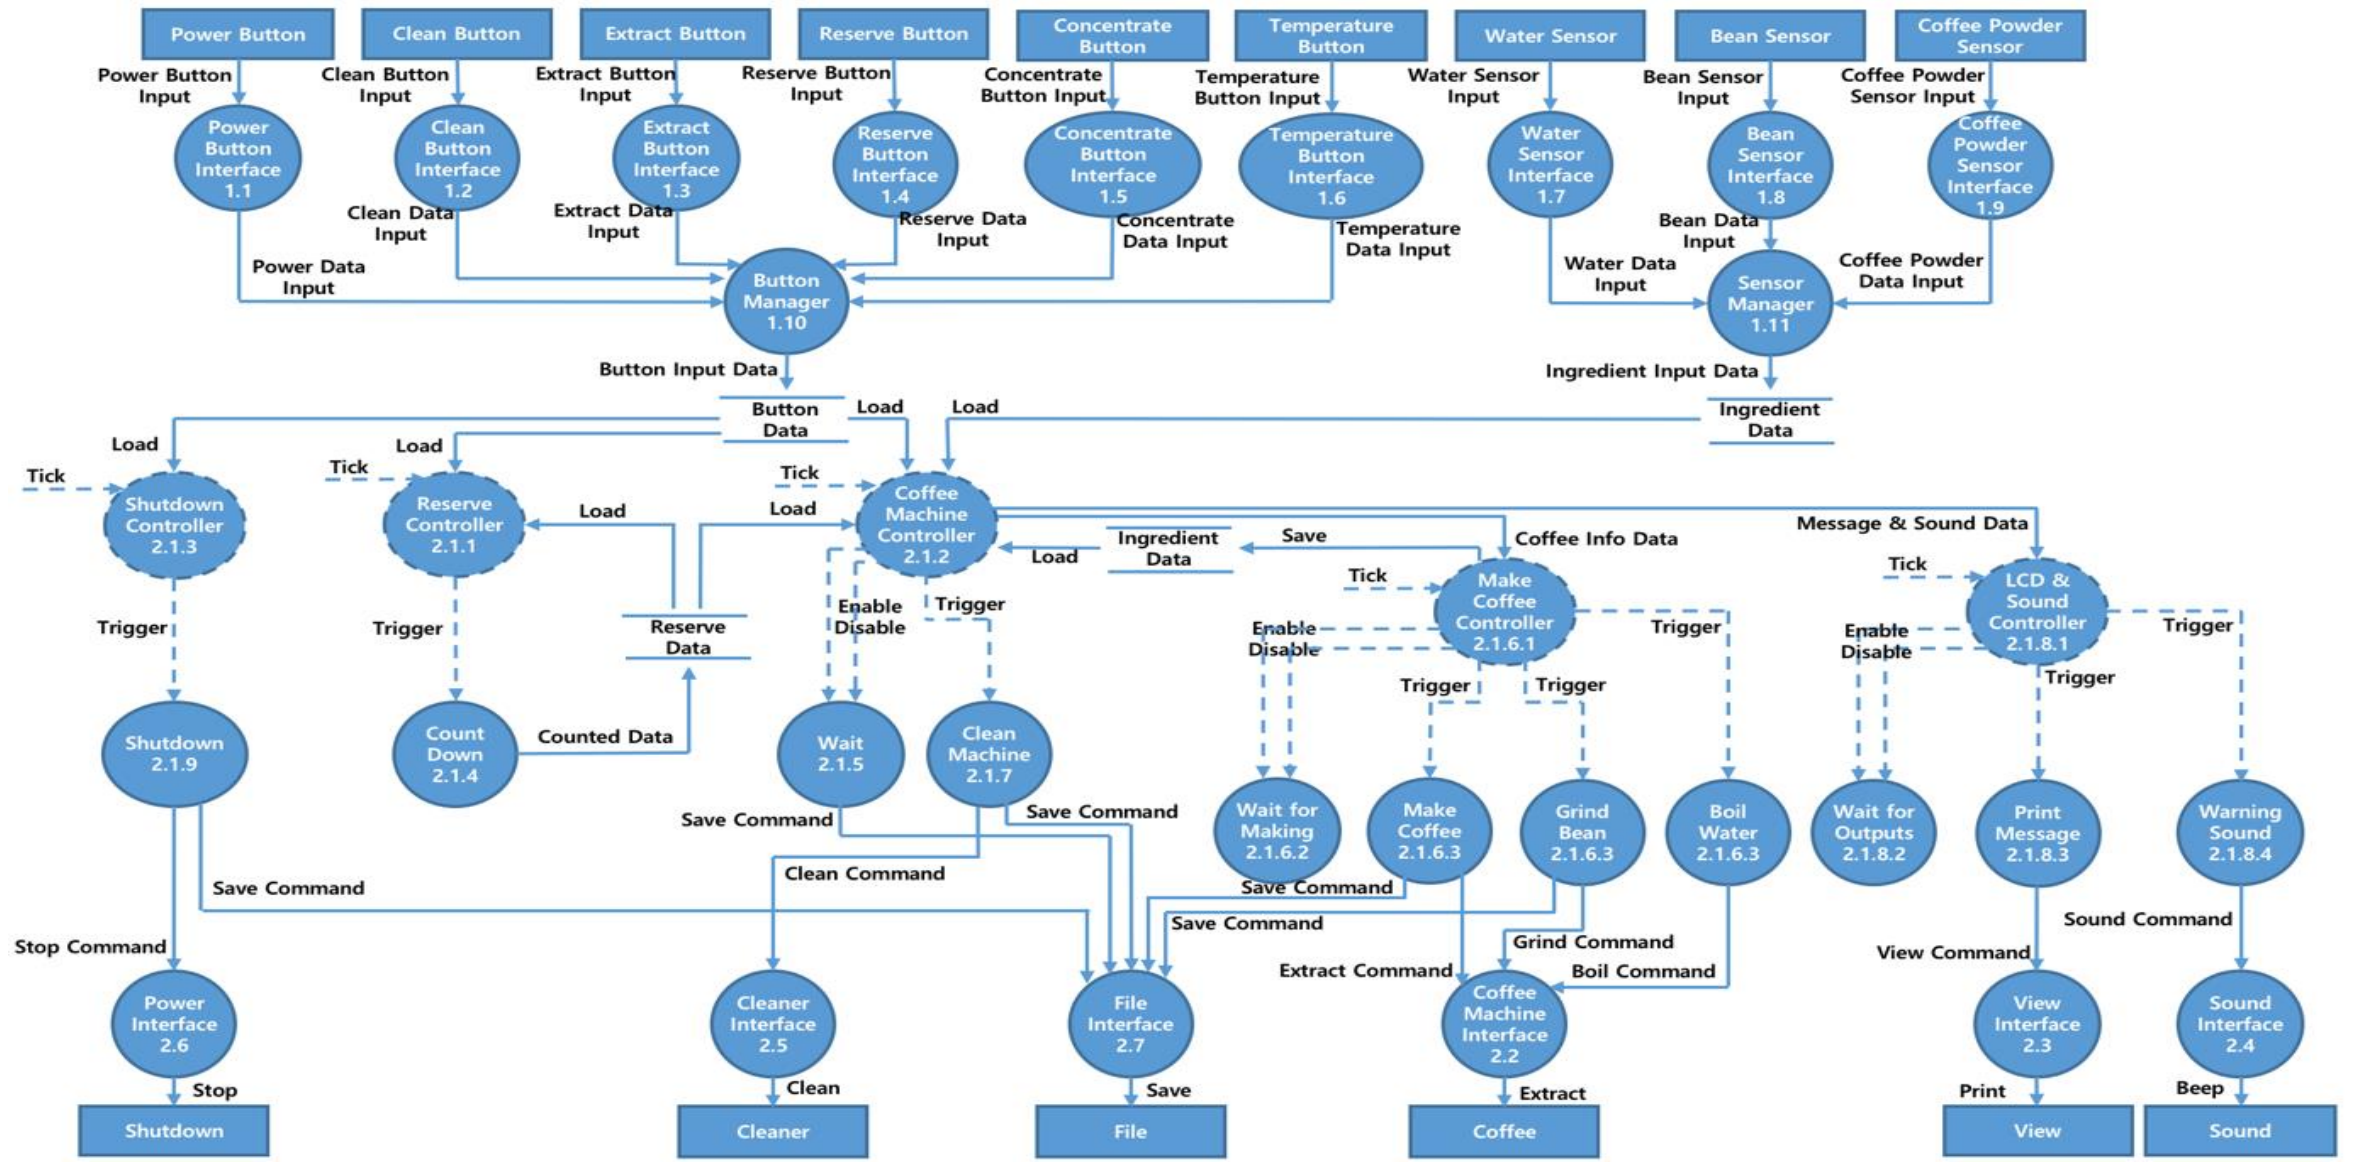 Power Button
Clean Button
Extract Button
Reserve Button
Concentrate
Button
Temperature
Button
Water Sensor
Bean Sensor
Coffee Powder
Sensor
Power Button
Input
Clean Button
Input
Extract Button
Input
Reserve Button
Input
Concentrate
Button Input
Temperature
Button Input
Water Sensor
Input
Bean Sensor
Input
Coffee Powder
Sensor Input
Power
Button
Interface
1.1
Clean
Button
Interface
1.2
Extract
Button
Interface
1.3
Reserve
Button
Interface
1.4
Concentrate
Button
Interface
1.5
Temperature
Button
Interface
1.6
Water
Sensor
Interface
1.7
Bean
Sensor
Interface
1.8
Coffee
Powder
Sensor
Interface
1.9
Power Data
Input
Clean Data
Input
Extract Data
Input
Reserve Data
Input
Concentrate
Data Input
Temperature
Data Input
Water Data
Input
Bean Data
Input
Coffee Powder
Data Input
Button
Manager
1.10
Sensor
Manager
1.11
Button Input Data
Ingredient Input Data
Button
Data
Ingredient
Data
Load
Load
Load
Load
Tick
Tick
Tick
Shutdown
Controller
2.1.3
Reserve
Controller
2.1.1
Coffee
Machine
Controller
2.1.2
Load
Load
Load
Ingredient
Data
Save
Coffee Info Data
Message & Sound Data
Tick
Tick
Make
Coffee
Controller
2.1.6.1
LCD &
Sound
Controller
2.1.8.1
Trigger
Trigger
Reserve
Data
Enable
Disable
Trigger
Enable
Disable
Trigger
Trigger
Trigger
Enable
Disable
Trigger
Trigger
Shutdown
2.1.9
Count
Down
2.1.4
Counted Data
Wait
2.1.5
Clean
Machine
2.1.7
Wait for
Making
2.1.6.2
Make
Coffee
2.1.6.3
Grind
Bean
2.1.6.3
Boil
Water
2.1.6.3
Wait for
Outputs
2.1.8.2
Print
Message
2.1.8.3
Warning
Sound
2.1.8.4
Save Command
Save Command
Clean Command
Save Command
Save Command
Save Command
Stop Command
Extract Command
Grind Command
Boil Command
View Command
Sound Command
Power
Interface
2.6
Cleaner
Interface
2.5
File
Interface
2.7
Coffee
Machine
Interface
2.2
View
Interface
2.3
Sound
Interface
2.4
Stop
Clean
Save
Extract
Print
Beep
Shutdown
Cleaner
File
Coffee
View
Sound